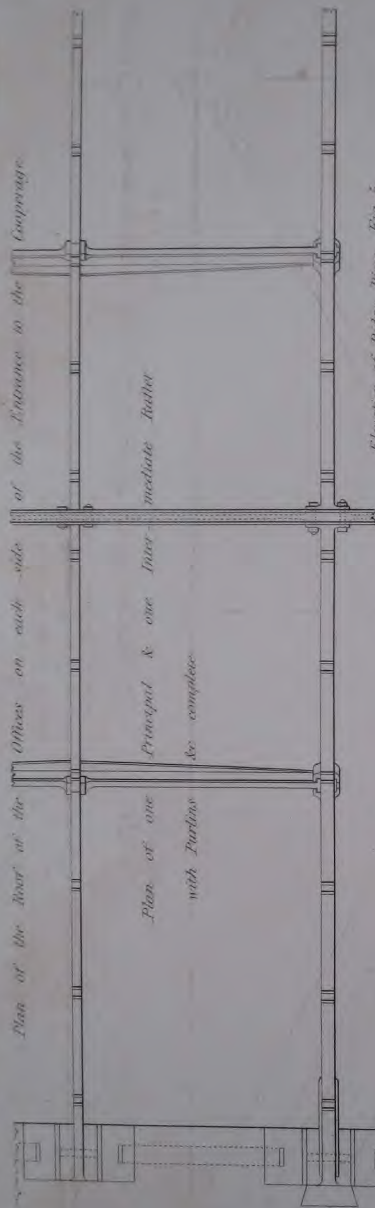 Plan of the Roof of the Offices on each side of the Entrance to the Cooperage
Plan of one Principal & one Intermediate Rafter
with Purlins &c complete